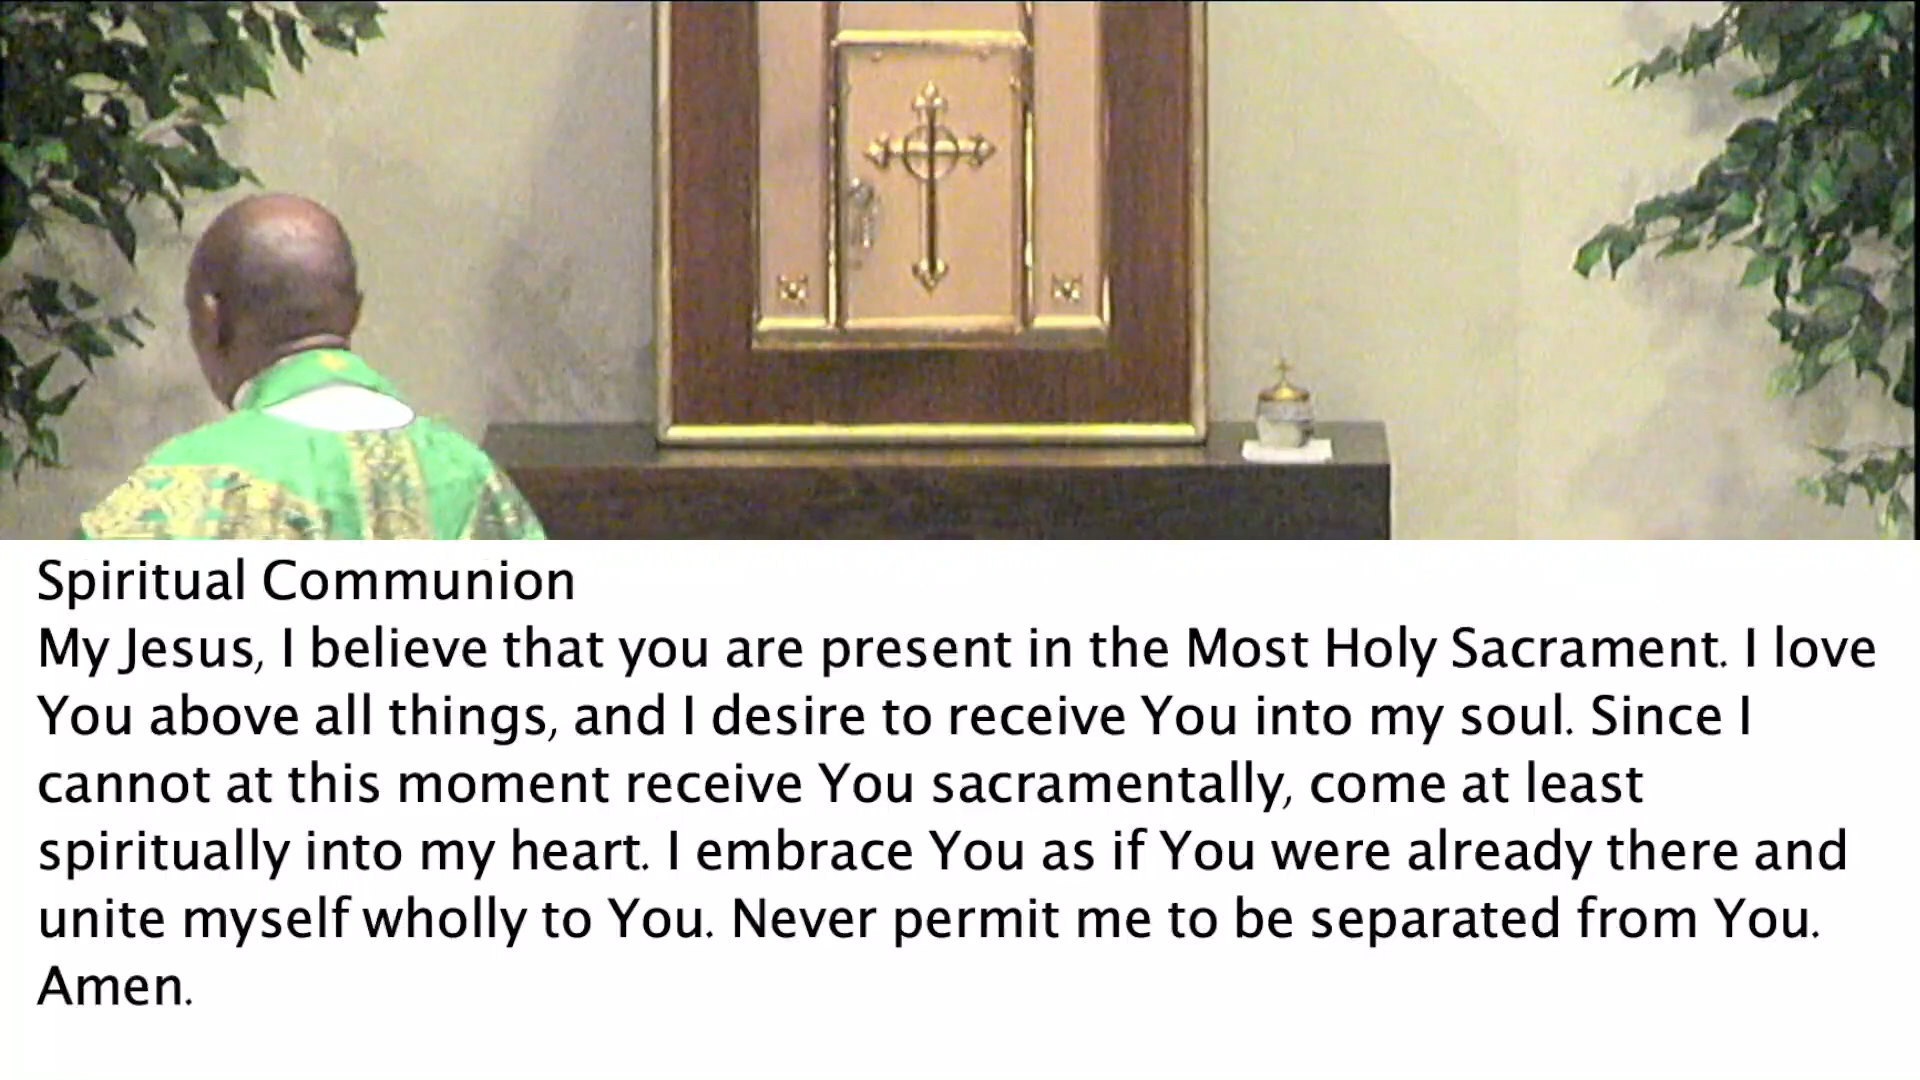 Spiritual Communion
My Jesus, I believe that you are present in the Most Holy Sacrament. I love
You above all things, and I desire to receive You into my soul. Since I
cannot at this moment receive You sacramentally, come at least
spiritually into my heart. I embrace You as if You were already there and
unite myself wholly to You. Never permit me to be separated from You.
Amen.